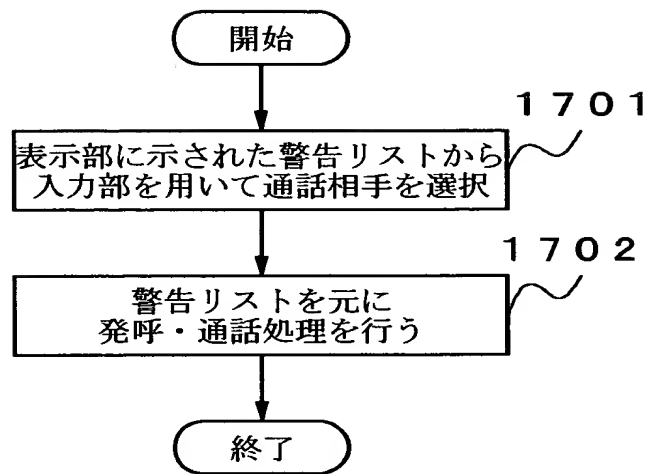 開始
1701
表示部に示された警告リストから
入力部を用いて通話相手を選択
1702
警告リストを元に
発呼・通話処理を行う
終了